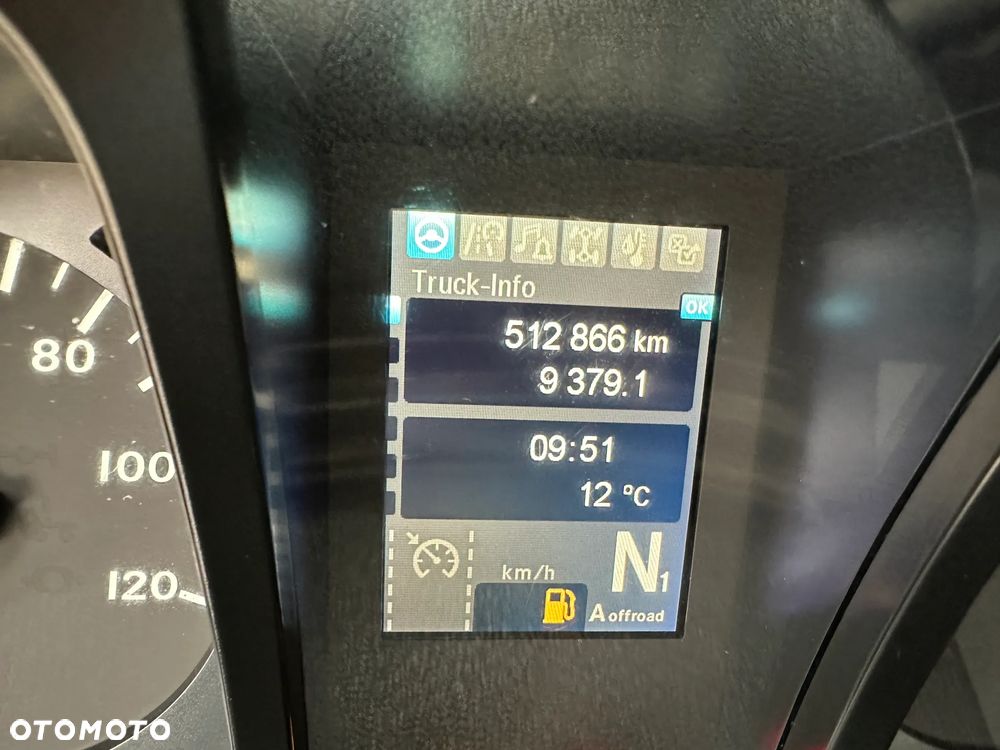 80
100
120
Truck-Info
OK
512 866 km
9 379.1
09:51
12 °C
km/h
N1
A offroad
OTOMOTO